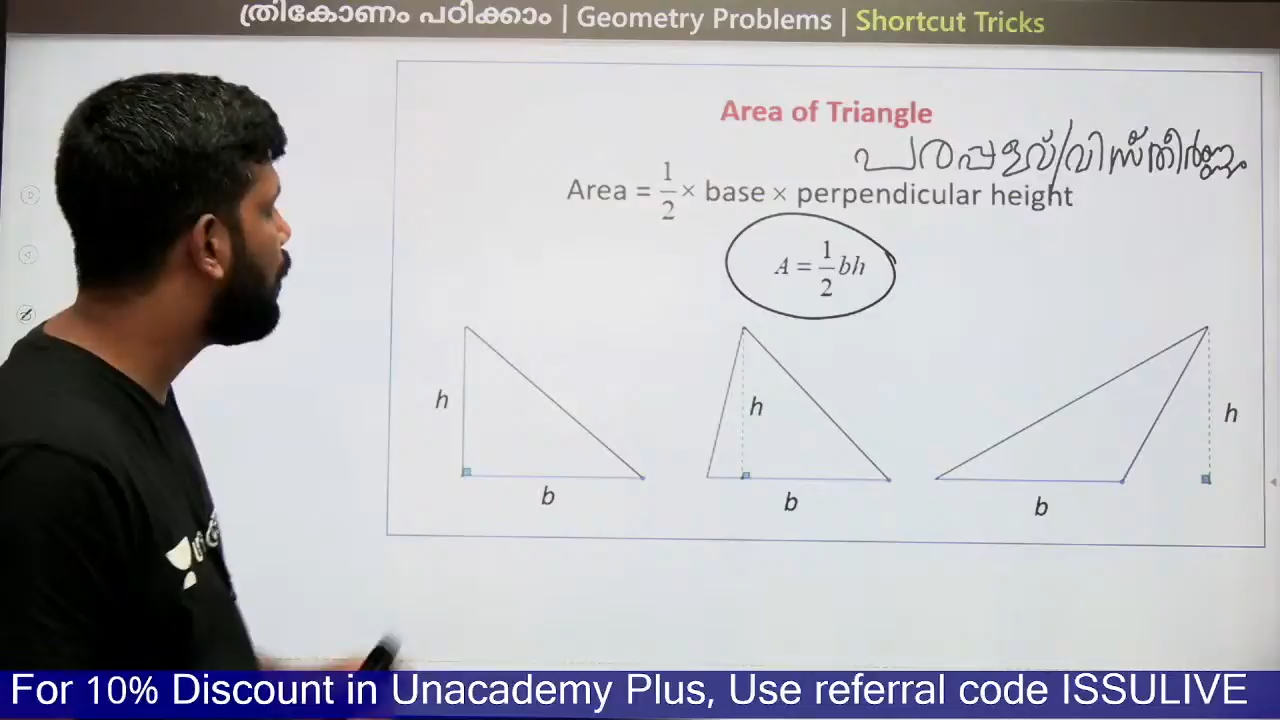 ത്രികോണം പഠിക്കാം | Geometry Problems | Shortcut Tricks
Area of Triangle
പരപ്പളവ്/വിസ്തീർണ്ണം
Area = 1/2 × base × perpendicular height
A = 1/2 bh
h
h
h
b
b
b
For 10% Discount in Unacademy Plus, Use referral code ISSULIVE